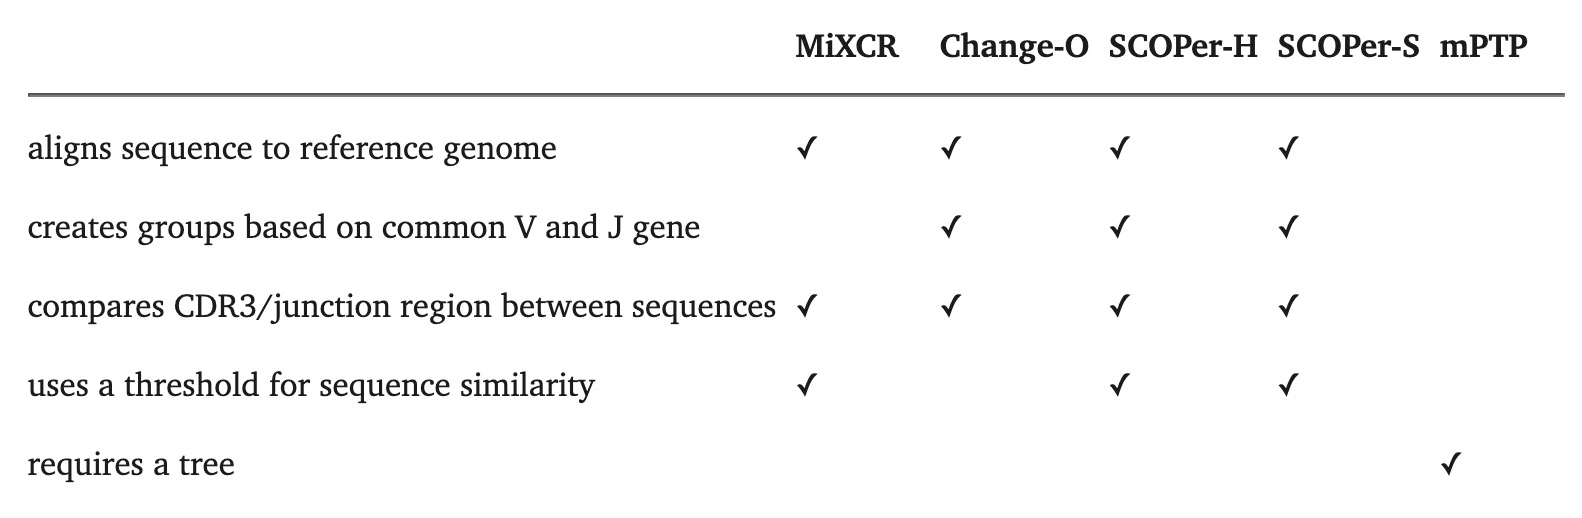 MiXCR Change-O SCOPer-H SCOPer-S mPTP
aligns sequence to reference genome ✓ ✓ ✓ ✓
creates groups based on common V and J gene ✓ ✓ ✓
compares CDR3/junction region between sequences ✓ ✓ ✓ ✓
uses a threshold for sequence similarity ✓ ✓ ✓
requires a tree ✓